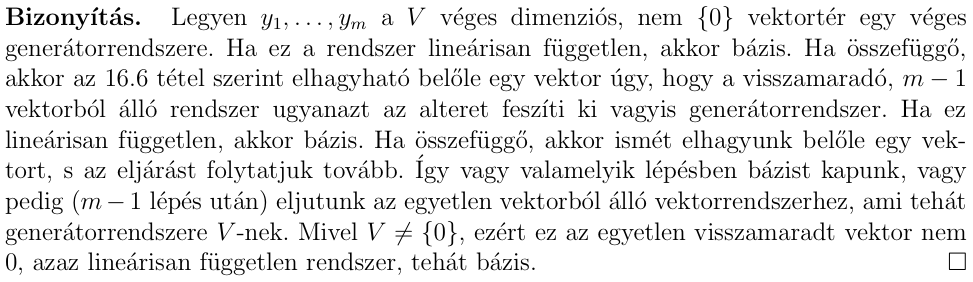 Bizonyítás. Legyen y₁, . . . , yₘ a V véges dimenziós, nem {0} vektortér egy véges
generátorrendszere. Ha ez a rendszer lineárisan független, akkor bázis. Ha összefüggő,
akkor az 16.6 tétel szerint elhagyható belőle egy vektor úgy, hogy a visszamaradó, m − 1
vektorból álló rendszer ugyanazt az alteret feszíti ki vagyis generátorrendszer. Ha ez
lineárisan független, akkor bázis. Ha összefüggő, akkor ismét elhagyunk belőle egy vek-
tort, s az eljárást folytatjuk tovább. Így vagy valamelyik lépésben bázist kapunk, vagy
pedig (m − 1 lépés után) eljutunk az egyetlen vektorból álló vektorrendszerhez, ami tehát
generátorrendszere V-nek. Mivel V ≠ {0}, ezért ez az egyetlen visszamaradt vektor nem
0, azaz lineárisan független rendszer, tehát bázis. □